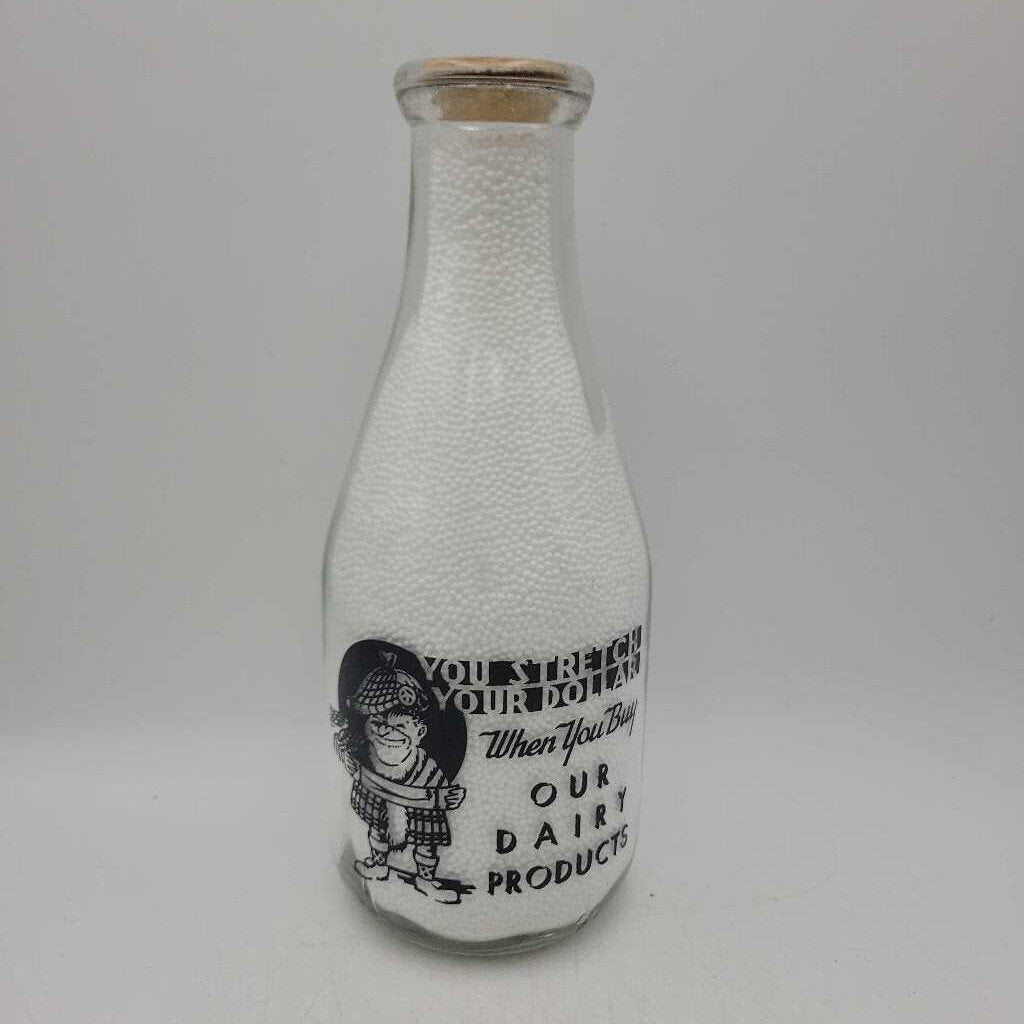 YOU STRETCH
YOUR DOLLAR
When You Buy
OUR
DAIRY
PRODUCTS